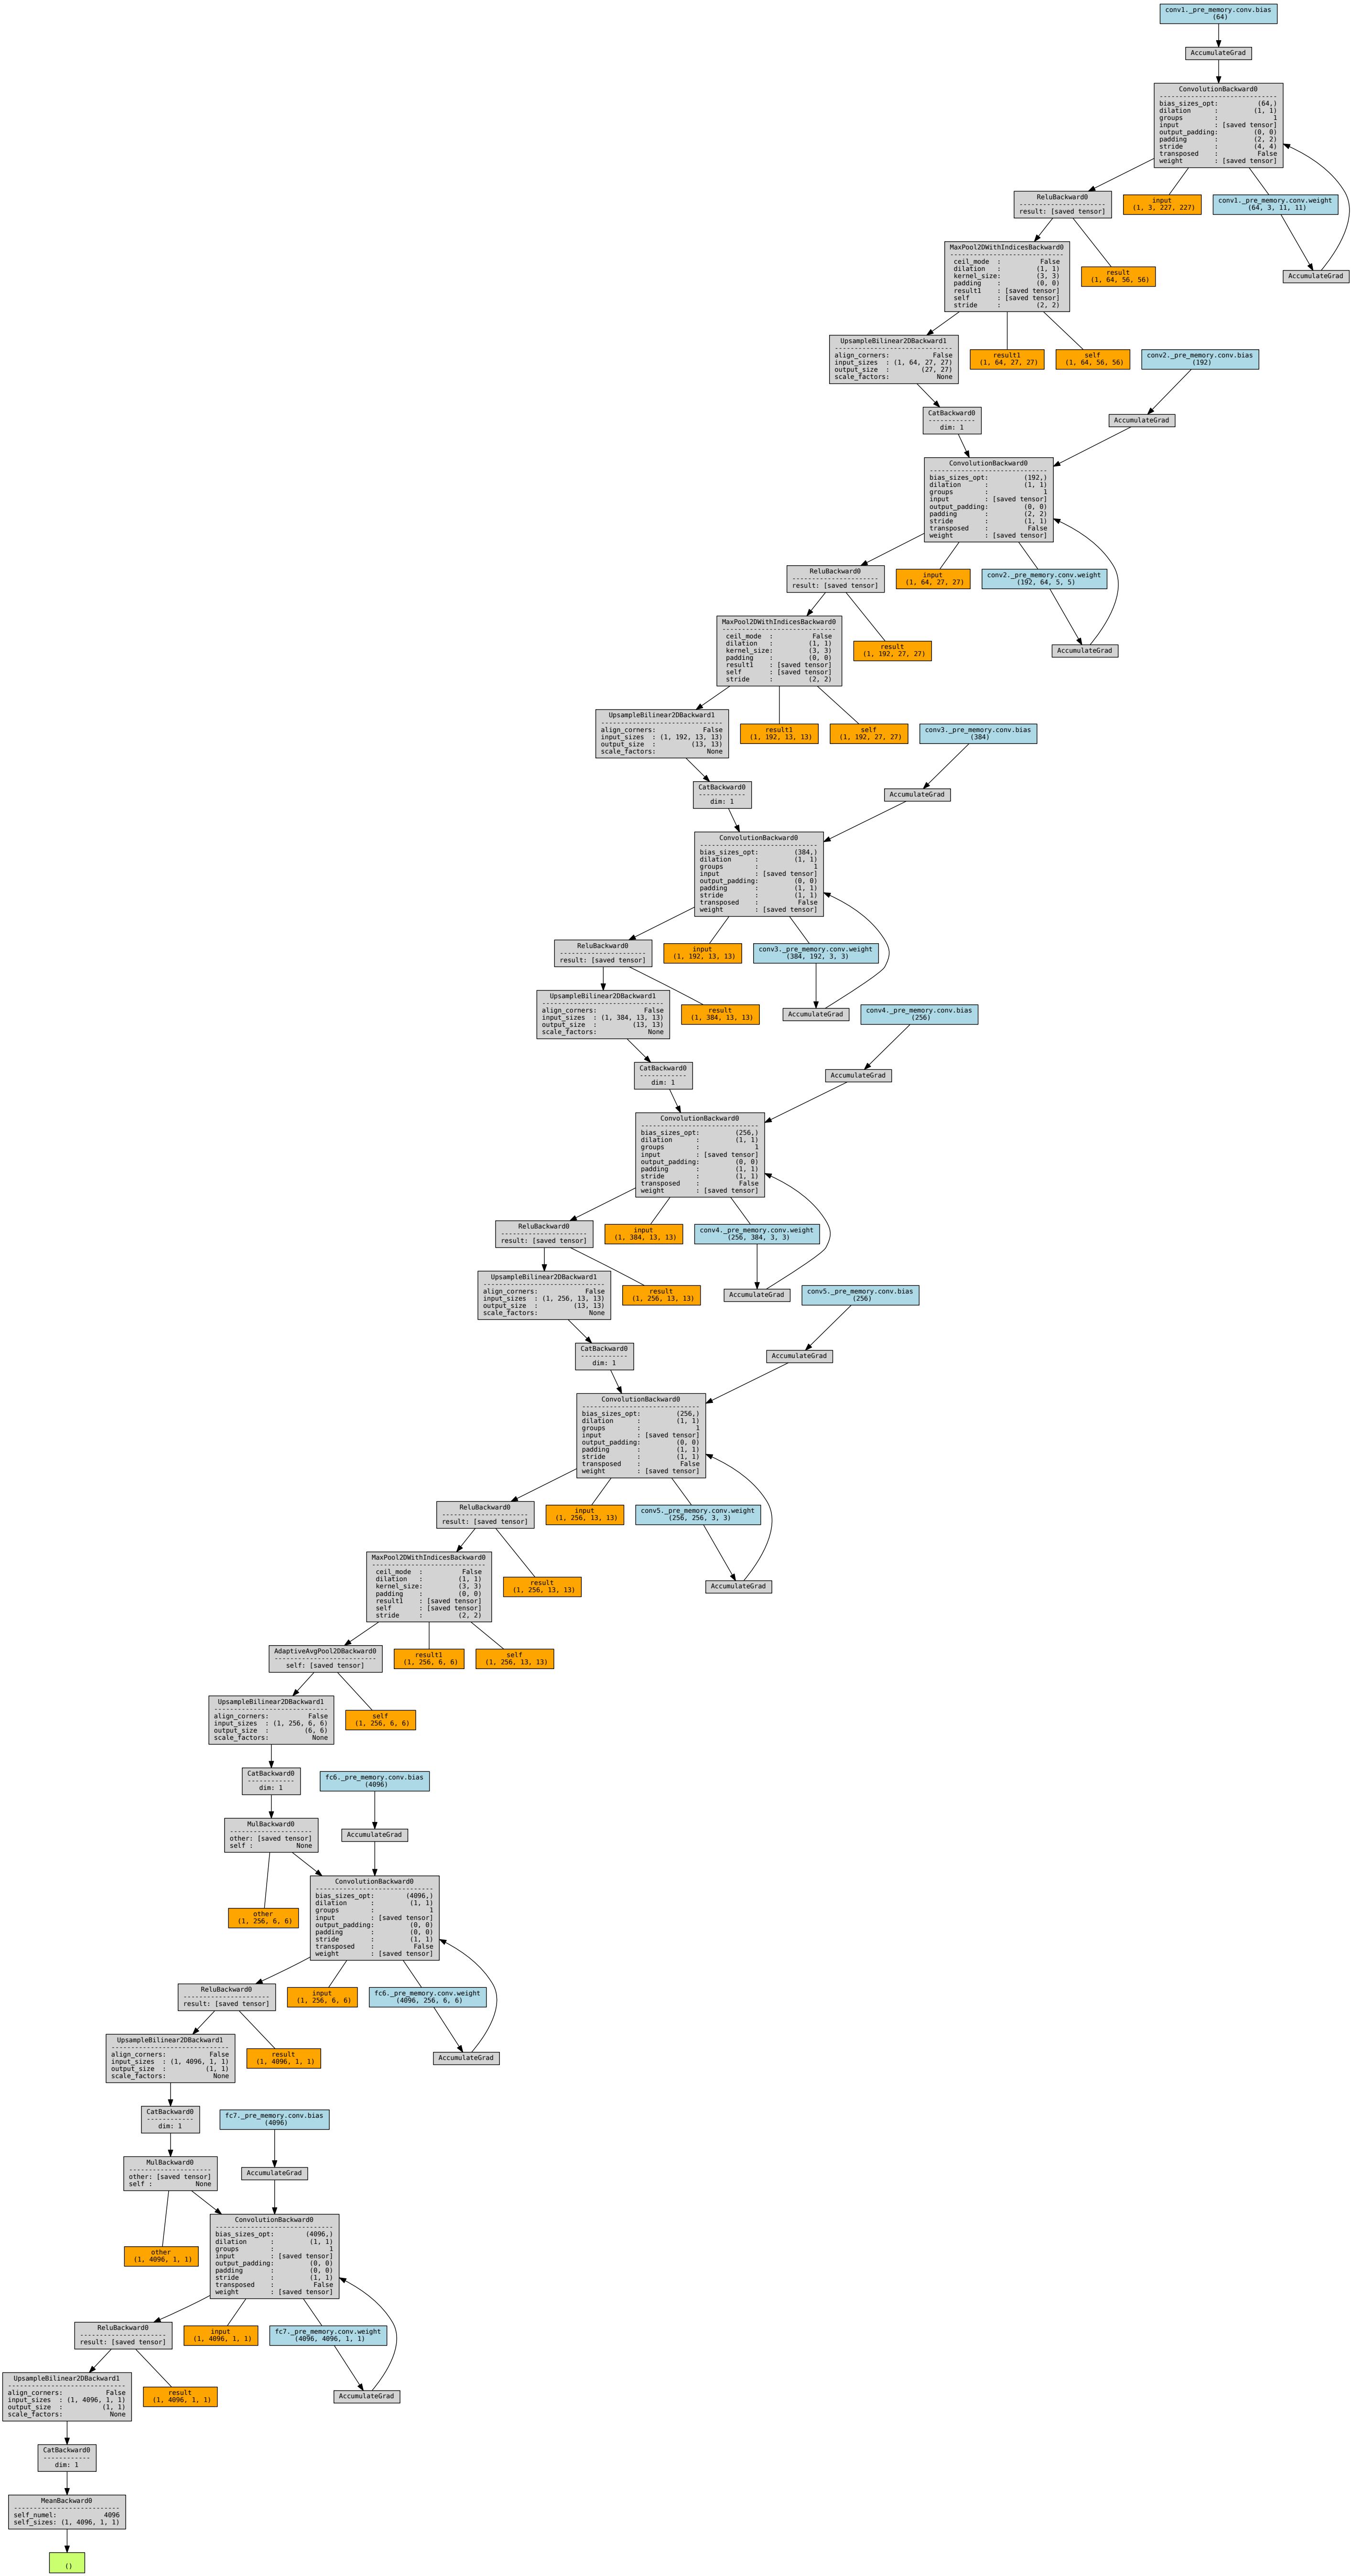 conv1._pre_memory.conv.bias
(64)
AccumulateGrad
ConvolutionBackward0
------------------------------
bias_sizes_opt: (64,)
dilation : (1, 1)
groups : 1
input : [saved tensor]
output_padding: (0, 0)
padding : (2, 2)
stride : (4, 4)
transposed : False
weight : [saved tensor]
ReluBackward0
----------------------
result: [saved tensor]
input
(1, 3, 227, 227)
conv1._pre_memory.conv.weight
(64, 3, 11, 11)
MaxPool2DWithIndicesBackward0
-----------------------------
ceil_mode : False
dilation : (1, 1)
kernel_size: (3, 3)
padding : (0, 0)
result1 : [saved tensor]
self : [saved tensor]
stride : (2, 2)
result
(1, 64, 56, 56)
AccumulateGrad
UpsampleBilinear2DBackward1
------------------------------
align_corners: False
input_sizes : (1, 64, 27, 27)
output_size : (27, 27)
scale_factors: None
result1
(1, 64, 27, 27)
self
(1, 64, 56, 56)
conv2._pre_memory.conv.bias
(192)
CatBackward0
------------
dim: 1
AccumulateGrad
ConvolutionBackward0
------------------------------
bias_sizes_opt: (192,)
dilation : (1, 1)
groups : 1
input : [saved tensor]
output_padding: (0, 0)
padding : (2, 2)
stride : (1, 1)
transposed : False
weight : [saved tensor]
ReluBackward0
----------------------
result: [saved tensor]
input
(1, 64, 27, 27)
conv2._pre_memory.conv.weight
(192, 64, 5, 5)
MaxPool2DWithIndicesBackward0
-----------------------------
ceil_mode : False
dilation : (1, 1)
kernel_size: (3, 3)
padding : (0, 0)
result1 : [saved tensor]
self : [saved tensor]
stride : (2, 2)
result
(1, 192, 27, 27)
AccumulateGrad
UpsampleBilinear2DBackward1
-------------------------------
align_corners: False
input_sizes : (1, 192, 13, 13)
output_size : (13, 13)
scale_factors: None
result1
(1, 192, 13, 13)
self
(1, 192, 27, 27)
conv3._pre_memory.conv.bias
(384)
CatBackward0
------------
dim: 1
AccumulateGrad
ConvolutionBackward0
------------------------------
bias_sizes_opt: (384,)
dilation : (1, 1)
groups : 1
input : [saved tensor]
output_padding: (0, 0)
padding : (1, 1)
stride : (1, 1)
transposed : False
weight : [saved tensor]
ReluBackward0
----------------------
result: [saved tensor]
input
(1, 192, 13, 13)
conv3._pre_memory.conv.weight
(384, 192, 3, 3)
UpsampleBilinear2DBackward1
-------------------------------
align_corners: False
input_sizes : (1, 384, 13, 13)
output_size : (13, 13)
scale_factors: None
result
(1, 384, 13, 13)
AccumulateGrad
conv4._pre_memory.conv.bias
(256)
CatBackward0
------------
dim: 1
AccumulateGrad
ConvolutionBackward0
------------------------------
bias_sizes_opt: (256,)
dilation : (1, 1)
groups : 1
input : [saved tensor]
output_padding: (0, 0)
padding : (1, 1)
stride : (1, 1)
transposed : False
weight : [saved tensor]
ReluBackward0
----------------------
result: [saved tensor]
input
(1, 384, 13, 13)
conv4._pre_memory.conv.weight
(256, 384, 3, 3)
UpsampleBilinear2DBackward1
-------------------------------
align_corners: False
input_sizes : (1, 256, 13, 13)
output_size : (13, 13)
scale_factors: None
result
(1, 256, 13, 13)
AccumulateGrad
conv5._pre_memory.conv.bias
(256)
CatBackward0
------------
dim: 1
AccumulateGrad
ConvolutionBackward0
------------------------------
bias_sizes_opt: (256,)
dilation : (1, 1)
groups : 1
input : [saved tensor]
output_padding: (0, 0)
padding : (1, 1)
stride : (1, 1)
transposed : False
weight : [saved tensor]
ReluBackward0
----------------------
result: [saved tensor]
input
(1, 256, 13, 13)
conv5._pre_memory.conv.weight
(256, 256, 3, 3)
MaxPool2DWithIndicesBackward0
-----------------------------
ceil_mode : False
dilation : (1, 1)
kernel_size: (3, 3)
padding : (0, 0)
result1 : [saved tensor]
self : [saved tensor]
stride : (2, 2)
result
(1, 256, 13, 13)
AccumulateGrad
AdaptiveAvgPool2DBackward0
--------------------------
self: [saved tensor]
result1
(1, 256, 6, 6)
self
(1, 256, 13, 13)
UpsampleBilinear2DBackward1
-----------------------------
align_corners: False
input_sizes : (1, 256, 6, 6)
output_size : (6, 6)
scale_factors: None
self
(1, 256, 6, 6)
CatBackward0
------------
dim: 1
fc6._pre_memory.conv.bias
(4096)
MulBackward0
---------------------
other: [saved tensor]
self : None
AccumulateGrad
other
(1, 256, 6, 6)
ConvolutionBackward0
------------------------------
bias_sizes_opt: (4096,)
dilation : (1, 1)
groups : 1
input : [saved tensor]
output_padding: (0, 0)
padding : (0, 0)
stride : (1, 1)
transposed : False
weight : [saved tensor]
ReluBackward0
----------------------
result: [saved tensor]
input
(1, 256, 6, 6)
fc6._pre_memory.conv.weight
(4096, 256, 6, 6)
UpsampleBilinear2DBackward1
------------------------------
align_corners: False
input_sizes : (1, 4096, 1, 1)
output_size : (1, 1)
scale_factors: None
result
(1, 4096, 1, 1)
AccumulateGrad
CatBackward0
------------
dim: 1
fc7._pre_memory.conv.bias
(4096)
MulBackward0
---------------------
other: [saved tensor]
self : None
AccumulateGrad
other
(1, 4096, 1, 1)
ConvolutionBackward0
------------------------------
bias_sizes_opt: (4096,)
dilation : (1, 1)
groups : 1
input : [saved tensor]
output_padding: (0, 0)
padding : (0, 0)
stride : (1, 1)
transposed : False
weight : [saved tensor]
ReluBackward0
----------------------
result: [saved tensor]
input
(1, 4096, 1, 1)
fc7._pre_memory.conv.weight
(4096, 4096, 1, 1)
UpsampleBilinear2DBackward1
------------------------------
align_corners: False
input_sizes : (1, 4096, 1, 1)
output_size : (1, 1)
scale_factors: None
result
(1, 4096, 1, 1)
AccumulateGrad
CatBackward0
------------
dim: 1
MeanBackward0
---------------------------
self_numel: 4096
self_sizes: (1, 4096, 1, 1)
()